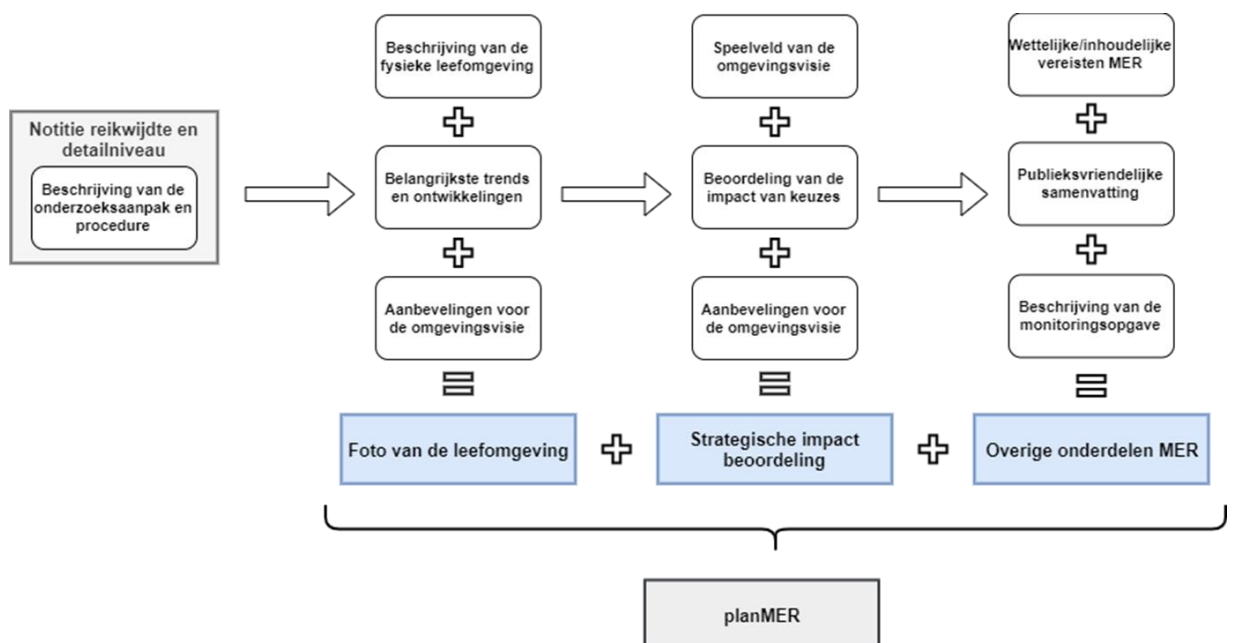 Notitie reikwijdte en
detailniveau
Beschrijving van de
onderzoeksaanpak en
procedure
Beschrijving van de
fysieke leefomgeving
Belangrijkste trends
en ontwikkelingen
Aanbevelingen voor
de omgevingsvisie
Foto van de leefomgeving
Speelveld van de
omgevingsvisie
Beoordeling van de
impact van keuzes
Aanbevelingen voor
de omgevingsvisie
Strategische impact
beoordeling
Wettelijke/inhoudelijke
vereisten MER
Publieksvriendelijke
samenvatting
Beschrijving van de
monitoringsopgave
Overige onderdelen MER
planMER